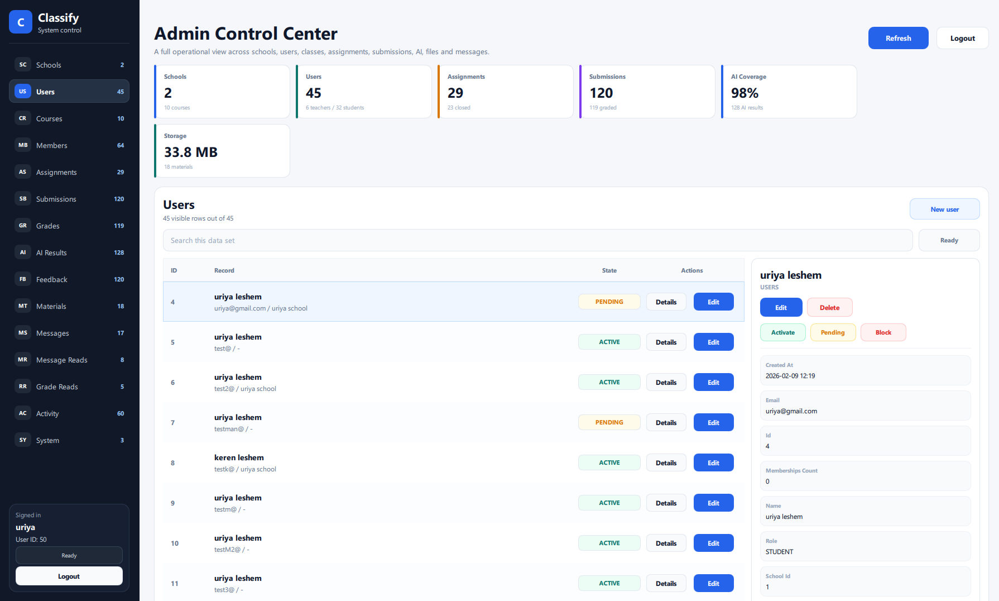 C
Classify
System control
SC Schools 2
US Users 45
CR Courses 10
MB Members 64
AS Assignments 29
SB Submissions 120
GR Grades 119
AI AI Results 128
FB Feedback 120
MT Materials 18
MS Messages 17
MR Message Reads 8
RR Grade Reads 5
AC Activity 60
SY System 3
Signed in
uriya
User ID: 50
Ready
Logout
Admin Control Center
A full operational view across schools, users, classes, assignments, submissions, AI, files and messages.
Refresh Logout
Schools
2
10 courses
Users
45
6 teachers / 32 students
Assignments
29
23 closed
Submissions
120
119 graded
AI Coverage
98%
128 AI results
Storage
33.8 MB
18 materials
Users
45 visible rows out of 45
New user
Search this data set
Ready
ID Record State Actions
4 uriya leshem PENDING Details Edit
uriya@gmail.com / uriya school
5 uriya leshem ACTIVE Details Edit
test@ / -
6 uriya leshem ACTIVE Details Edit
test2@ / uriya school
7 uriya leshem PENDING Details Edit
testman@ / -
8 keren leshem ACTIVE Details Edit
testk@ / uriya school
9 uriya leshem ACTIVE Details Edit
testm@ / -
10 uriya leshem ACTIVE Details Edit
testM2@ / -
11 uriya leshem ACTIVE Details Edit
test3@ / -
uriya leshem
USERS
Edit Delete
Activate Pending Block
Created At
2026-02-09 12:19
Email
uriya@gmail.com
Id
4
Memberships Count
0
Name
uriya leshem
Role
STUDENT
School Id
1